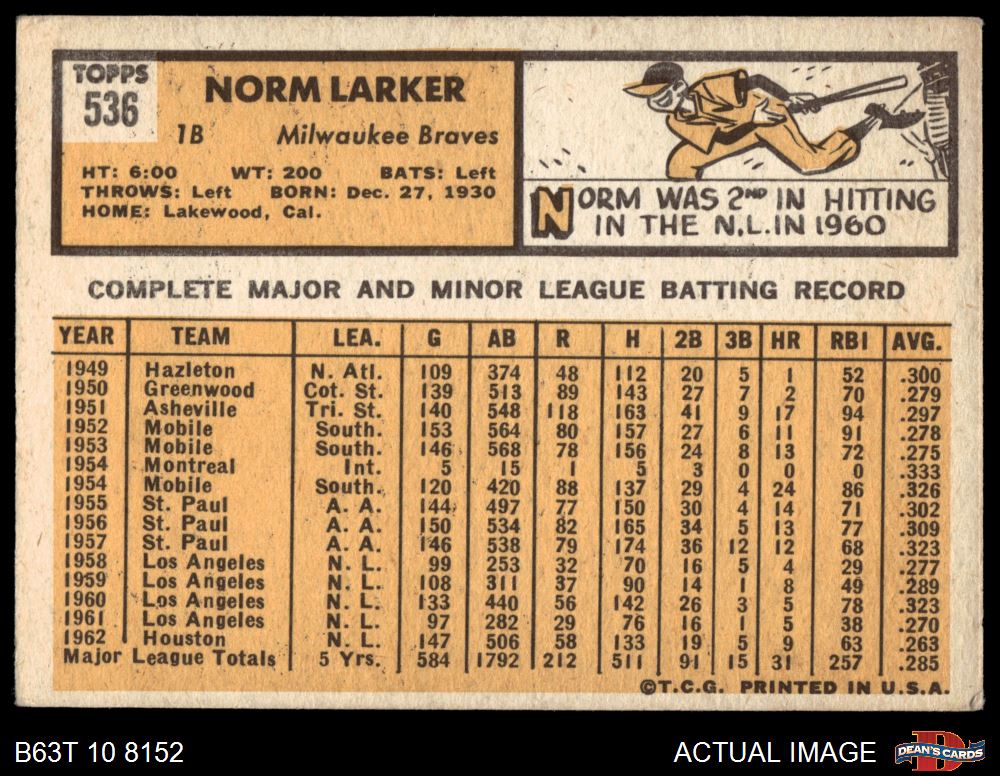 TOPPS
536
NORM LARKER
1B Milwaukee Braves
HT: 6:00 WT: 200 BATS: Left
THROWS: Left BORN: Dec. 27, 1930
HOME: Lakewood, Cal.
NORM WAS 2ND IN HITTING
IN THE N.L. IN 1960
COMPLETE MAJOR AND MINOR LEAGUE BATTING RECORD
YEAR TEAM LEA. G AB R H 2B 3B HR RBI AVG.
1949 Hazleton N. Atl. 109 374 48 112 20 5 1 52 .300
1950 Greenwood Cot. St. 139 513 89 143 27 7 2 70 .279
1951 Asheville Tri. St. 140 548 118 163 41 9 17 94 .297
1952 Mobile South. 153 564 80 157 27 6 11 91 .278
1953 Mobile South. 146 568 78 156 24 8 13 72 .275
1954 Montreal Int. 5 15 1 5 3 0 0 0 .333
1954 Mobile South. 120 420 88 137 29 4 24 86 .326
1955 St. Paul A. A. 144 497 77 150 30 4 14 71 .302
1956 St. Paul A. A. 150 534 82 165 34 5 13 77 .309
1957 St. Paul A. A. 146 538 79 174 36 12 12 68 .323
1958 Los Angeles N. L. 99 253 32 70 16 5 4 29 .277
1959 Los Angeles N. L. 108 311 37 90 14 1 8 49 .289
1960 Los Angeles N. L. 133 440 56 142 26 3 5 78 .323
1961 Los Angeles N. L. 97 282 29 76 16 1 5 38 .270
1962 Houston N. L. 147 506 58 133 19 5 9 63 .263
Major League Totals 5 Yrs. 584 1792 212 511 91 15 31 257 .285
©T.C.G. PRINTED IN U.S.A.
B63T 10 8152
ACTUAL IMAGE
D
DEAN'S CARDS